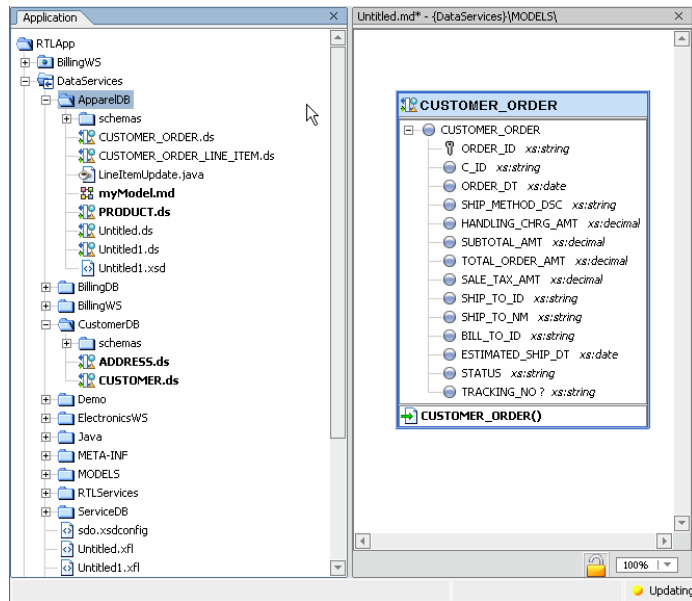 Application
RTLApp
BillingWS
DataServices
ApparelDB
schemas
CUSTOMER_ORDER.ds
CUSTOMER_ORDER_LINE_ITEM.ds
LineItemUpdate.java
myModel.md
PRODUCT.ds
Untitled.ds
Untitled1.ds
Untitled1.xsd
BillingDB
BillingWS
CustomerDB
schemas
ADDRESS.ds
CUSTOMER.ds
Demo
ElectronicsWS
Java
META-INF
MODELS
RTLServices
ServiceDB
sdo.xsdconfig
Untitled.xfl
Untitled1.xfl
Untitled.md* - {DataServices}\MODELS\
CUSTOMER_ORDER
CUSTOMER_ORDER
ORDER_ID xs:string
C_ID xs:string
ORDER_DT xs:date
SHIP_METHOD_DSC xs:string
HANDLING_CHRG_AMT xs:decimal
SUBTOTAL_AMT xs:decimal
TOTAL_ORDER_AMT xs:decimal
SALE_TAX_AMT xs:decimal
SHIP_TO_ID xs:string
SHIP_TO_NM xs:string
BILL_TO_ID xs:string
ESTIMATED_SHIP_DT xs:date
STATUS xs:string
TRACKING_NO ? xs:string
CUSTOMER_ORDER()
100%
Updating